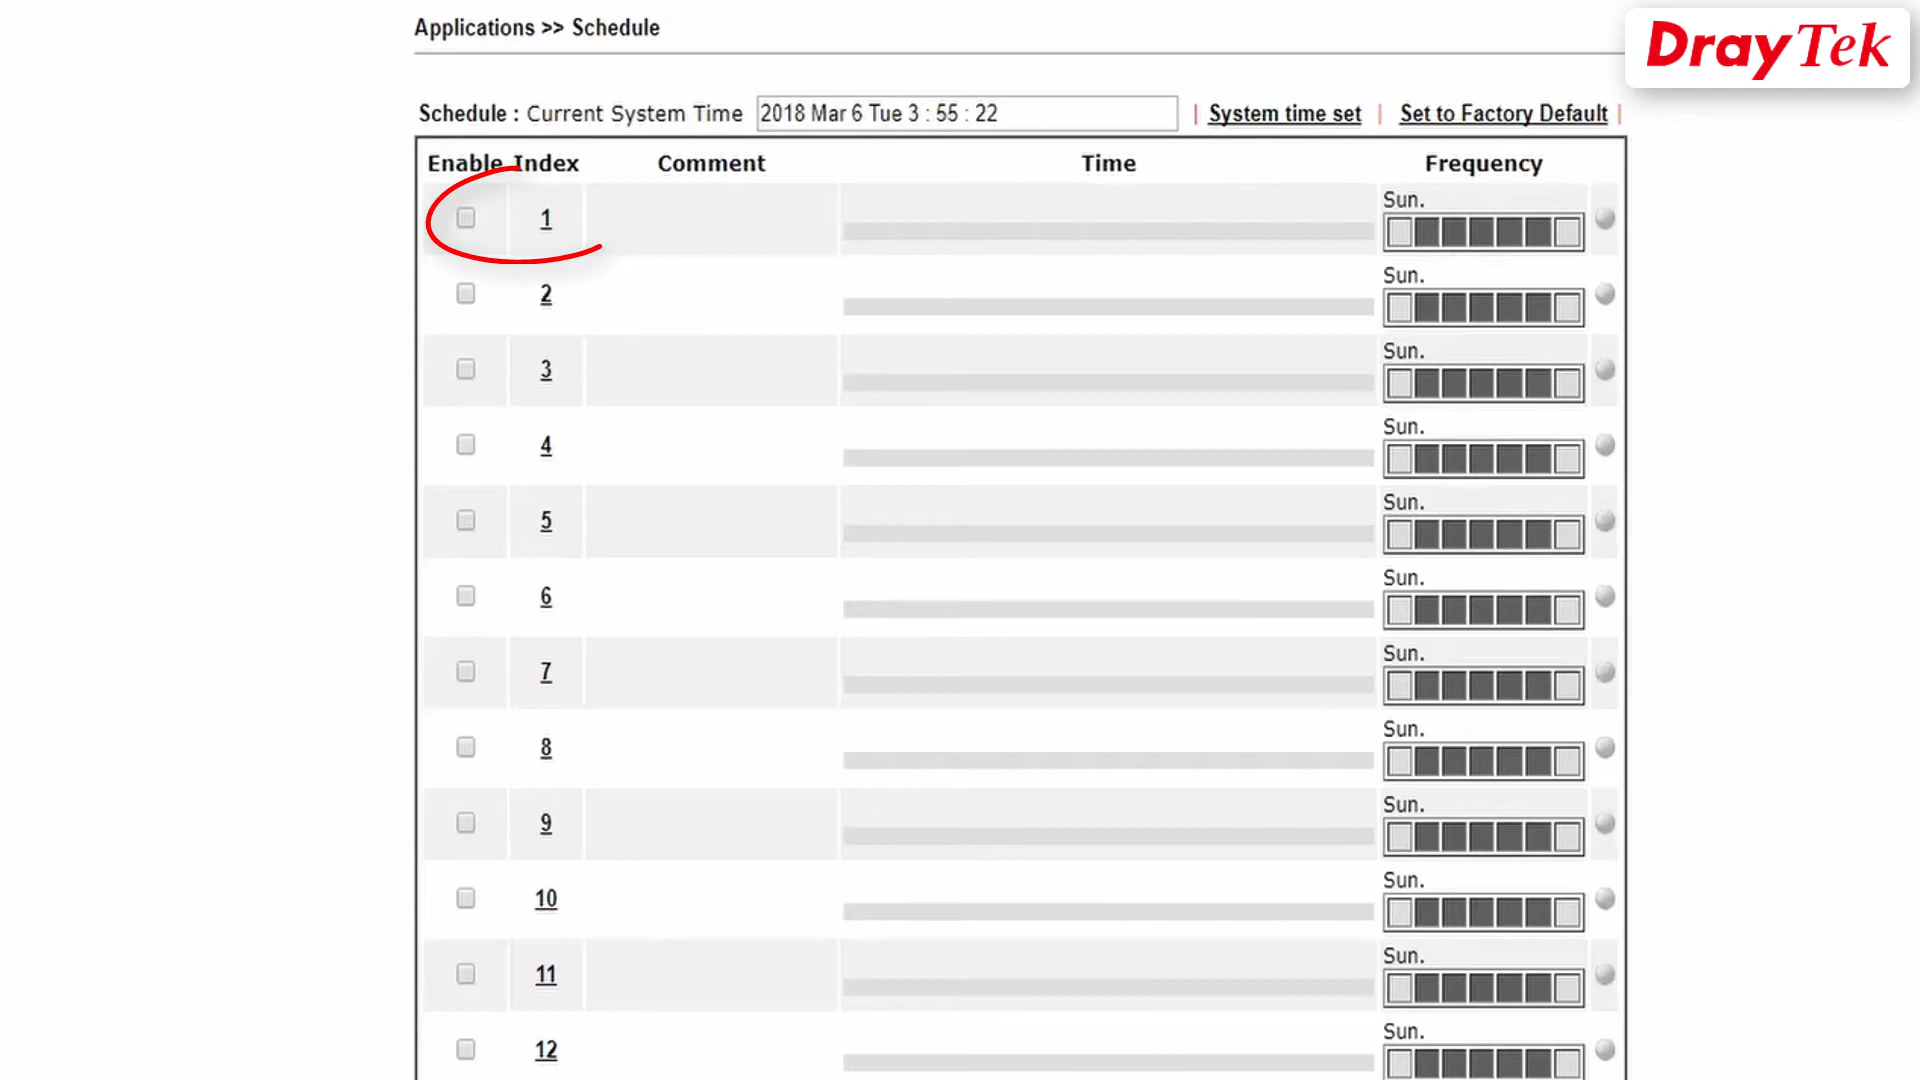 Applications >> Schedule
DrayTek
Schedule : Current System Time 2018 Mar 6 Tue 3 : 55 : 22 | System time set | Set to Factory Default |
Enable Index Comment Time Frequency
1 Sun.
2 Sun.
3 Sun.
4 Sun.
5 Sun.
6 Sun.
7 Sun.
8 Sun.
9 Sun.
10 Sun.
11 Sun.
12 Sun.